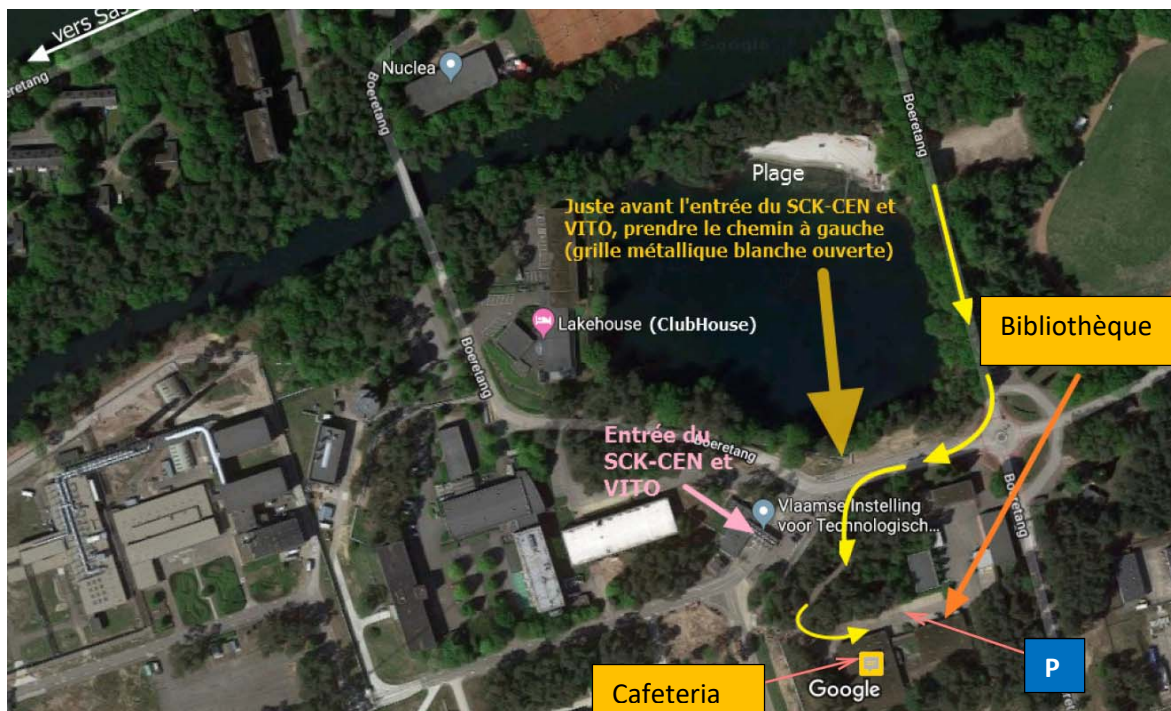 vers Sas
Boeretang
Nuclea
Boeretang
Boeretang
Plage
Juste avant l'entrée du SCK-CEN et
VITO, prendre le chemin à gauche
(grille métallique blanche ouverte)
Bibliothèque
Lakehouse (ClubHouse)
Boeretang
Entrée du
SCK-CEN et
VITO
Boeretang
Vlaamse Instelling
voor Technologisch...
Boeretang
Cafeteria
Google
P